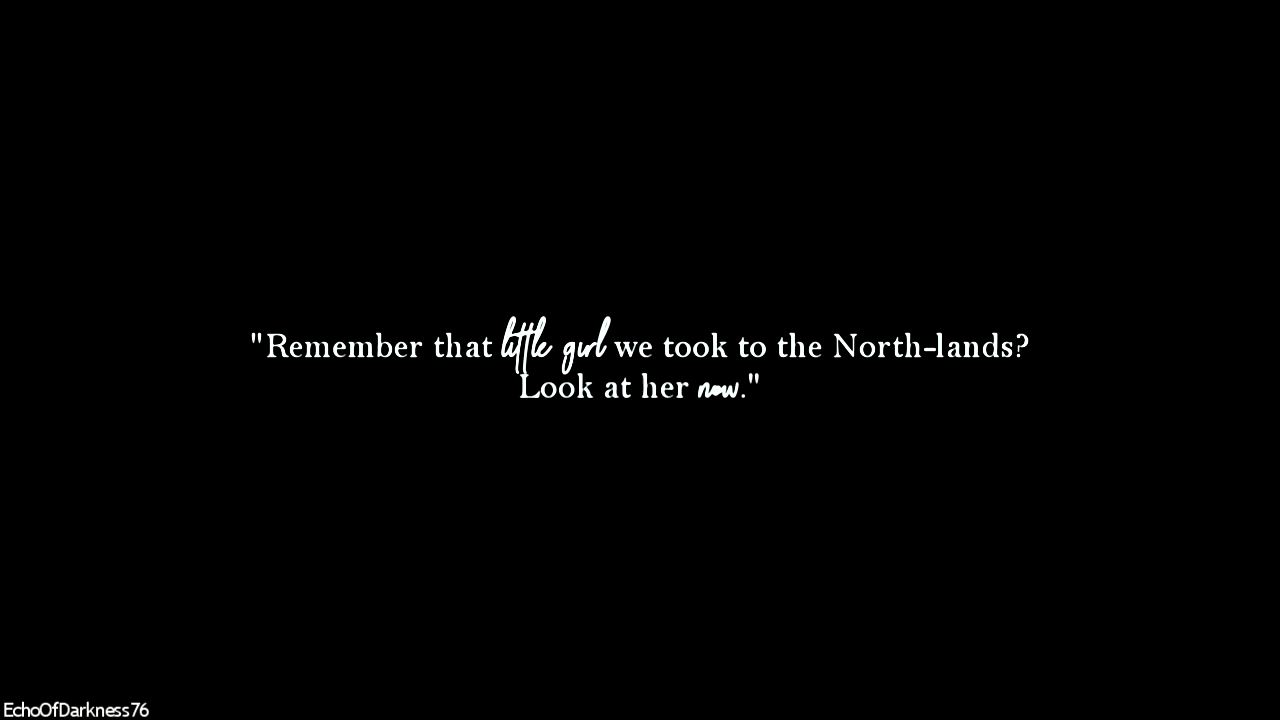 "Remember that little girl we took to the North-lands?
Look at her now."
EchoOfDarkness76